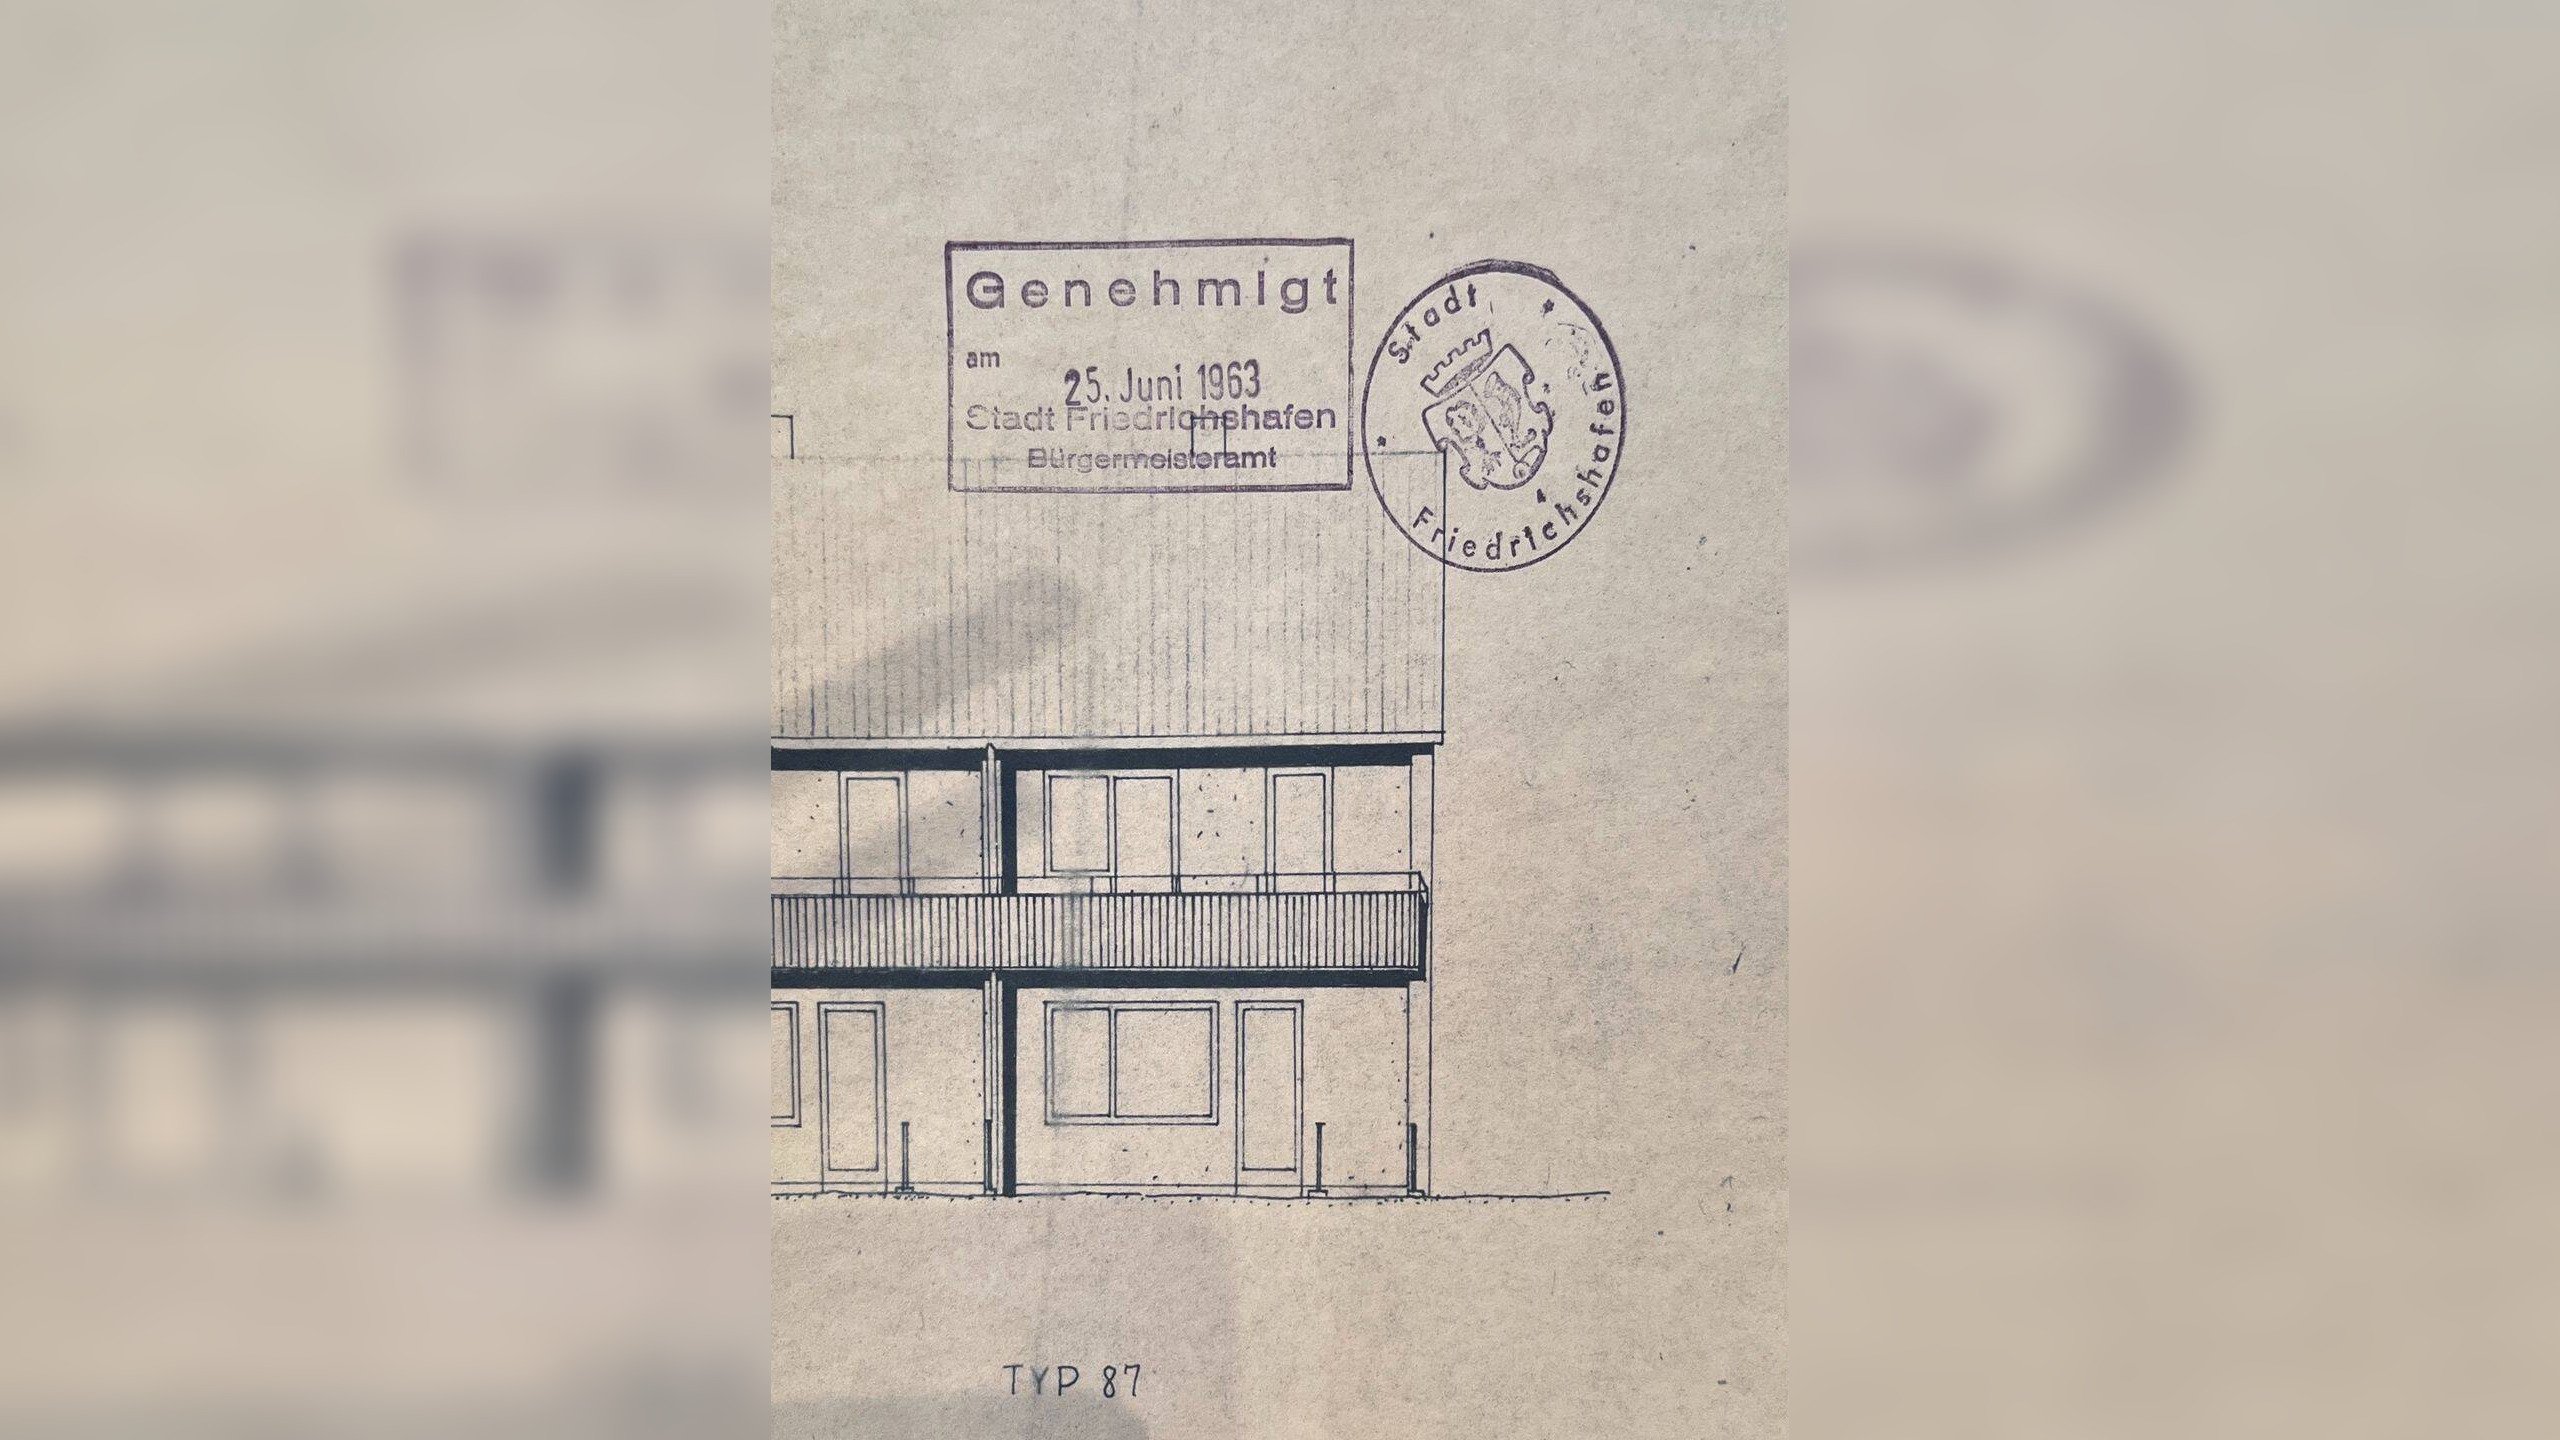 Genehmigt
am
25. Juni 1963
Stadt Friedrichshafen
Bürgermeisteramt
Stadt
Friedrichshafen
TYP 87